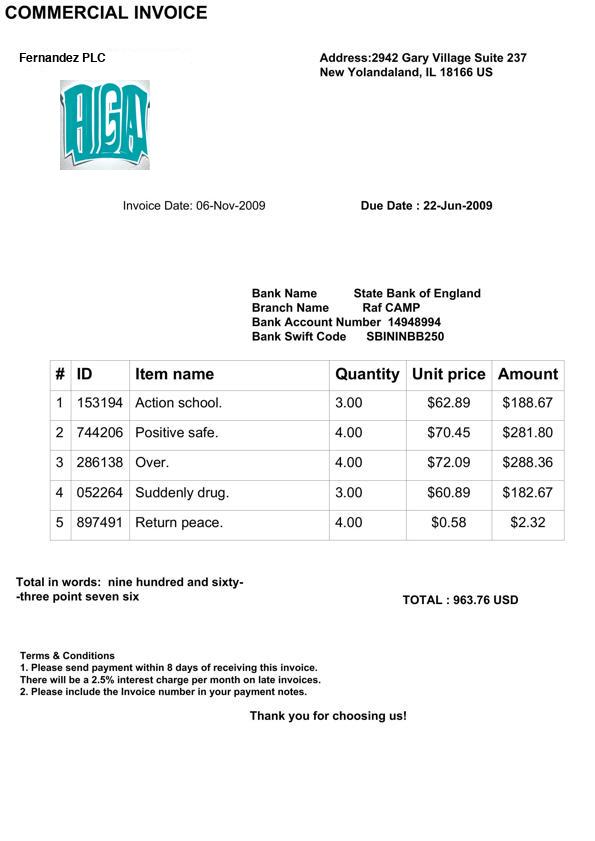 COMMERCIAL INVOICE
Fernandez PLC
Address:2942 Gary Village Suite 237
New Yolandaland, IL 18166 US
Invoice Date: 06-Nov-2009 Due Date : 22-Jun-2009
Bank Name State Bank of England
Branch Name Raf CAMP
Bank Account Number 14948994
Bank Swift Code SBININBB250
# ID Item name Quantity Unit price Amount
1 153194 Action school. 3.00 $62.89 $188.67
2 744206 Positive safe. 4.00 $70.45 $281.80
3 286138 Over. 4.00 $72.09 $288.36
4 052264 Suddenly drug. 3.00 $60.89 $182.67
5 897491 Return peace. 4.00 $0.58 $2.32
Total in words: nine hundred and sixty-
-three point seven six
TOTAL : 963.76 USD
Terms & Conditions
1. Please send payment within 8 days of receiving this invoice.
There will be a 2.5% interest charge per month on late invoices.
2. Please include the Invoice number in your payment notes.
Thank you for choosing us!